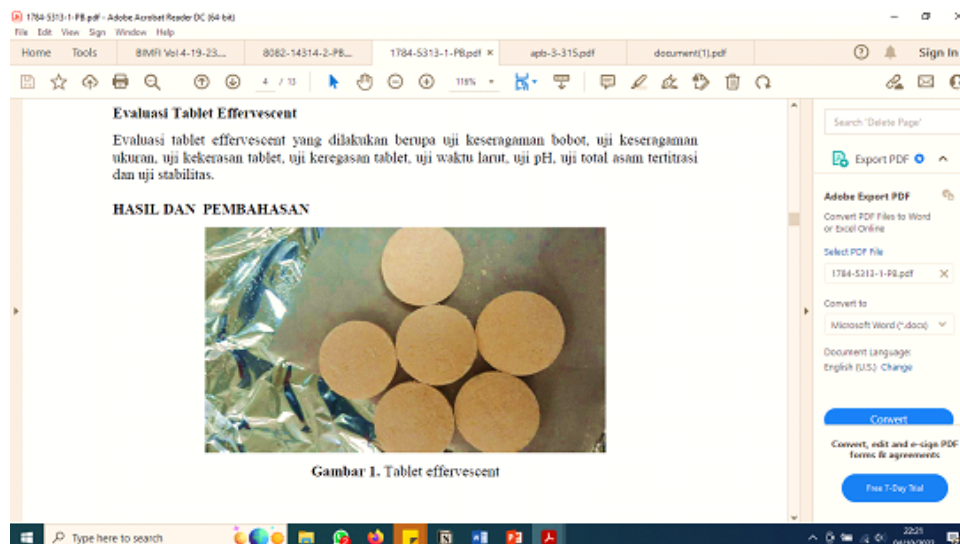 1784-5313-1-PB.pdf - Adobe Acrobat Reader DC (64-bit)
File Edit View Sign Window Help
Home Tools BIMFI Vol 4-19-23.... 8082-14314-2-PB.... 1784-5313-1-PB.pdf × apb-3-315.pdf document(1).pdf Sign In
4 / 13 118%
Evaluasi Tablet Effervescent
Evaluasi tablet effervescent yang dilakukan berupa uji keseragaman bobot, uji keseragaman
ukuran, uji kekerasan tablet, uji keregasan tablet, uji waktu larut, uji pH, uji total asam tertitrasi
dan uji stabilitas.
HASIL DAN PEMBAHASAN
Gambar 1. Tablet effervescent
Search "Delete Page"
Export PDF
Adobe Export PDF
Convert PDF Files to Word
or Excel Online
Select PDF File
1784-5313-1-PB.pdf ×
Convert to
Microsoft Word (*.docx)
Document Language:
English (U.S.) Change
Convert
Convert, edit and e-sign PDF
forms & agreements
Free 7-Day Trial
Type here to search
22:21